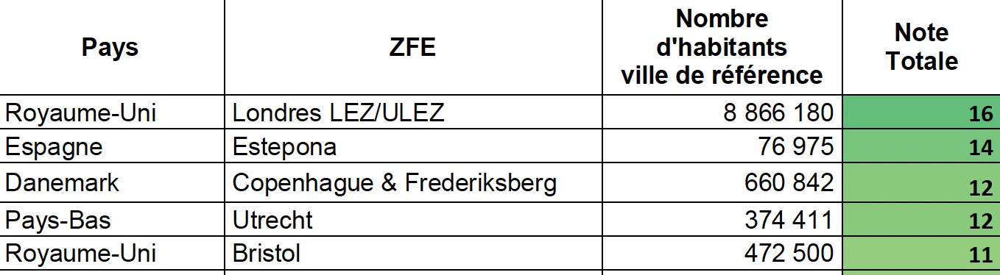 Pays ZFE Nombre d'habitants ville de référence Note Totale
Royaume-Uni Londres LEZ/ULEZ 8 866 180 16
Espagne Estepona 76 975 14
Danemark Copenhague & Frederiksberg 660 842 12
Pays-Bas Utrecht 374 411 12
Royaume-Uni Bristol 472 500 11